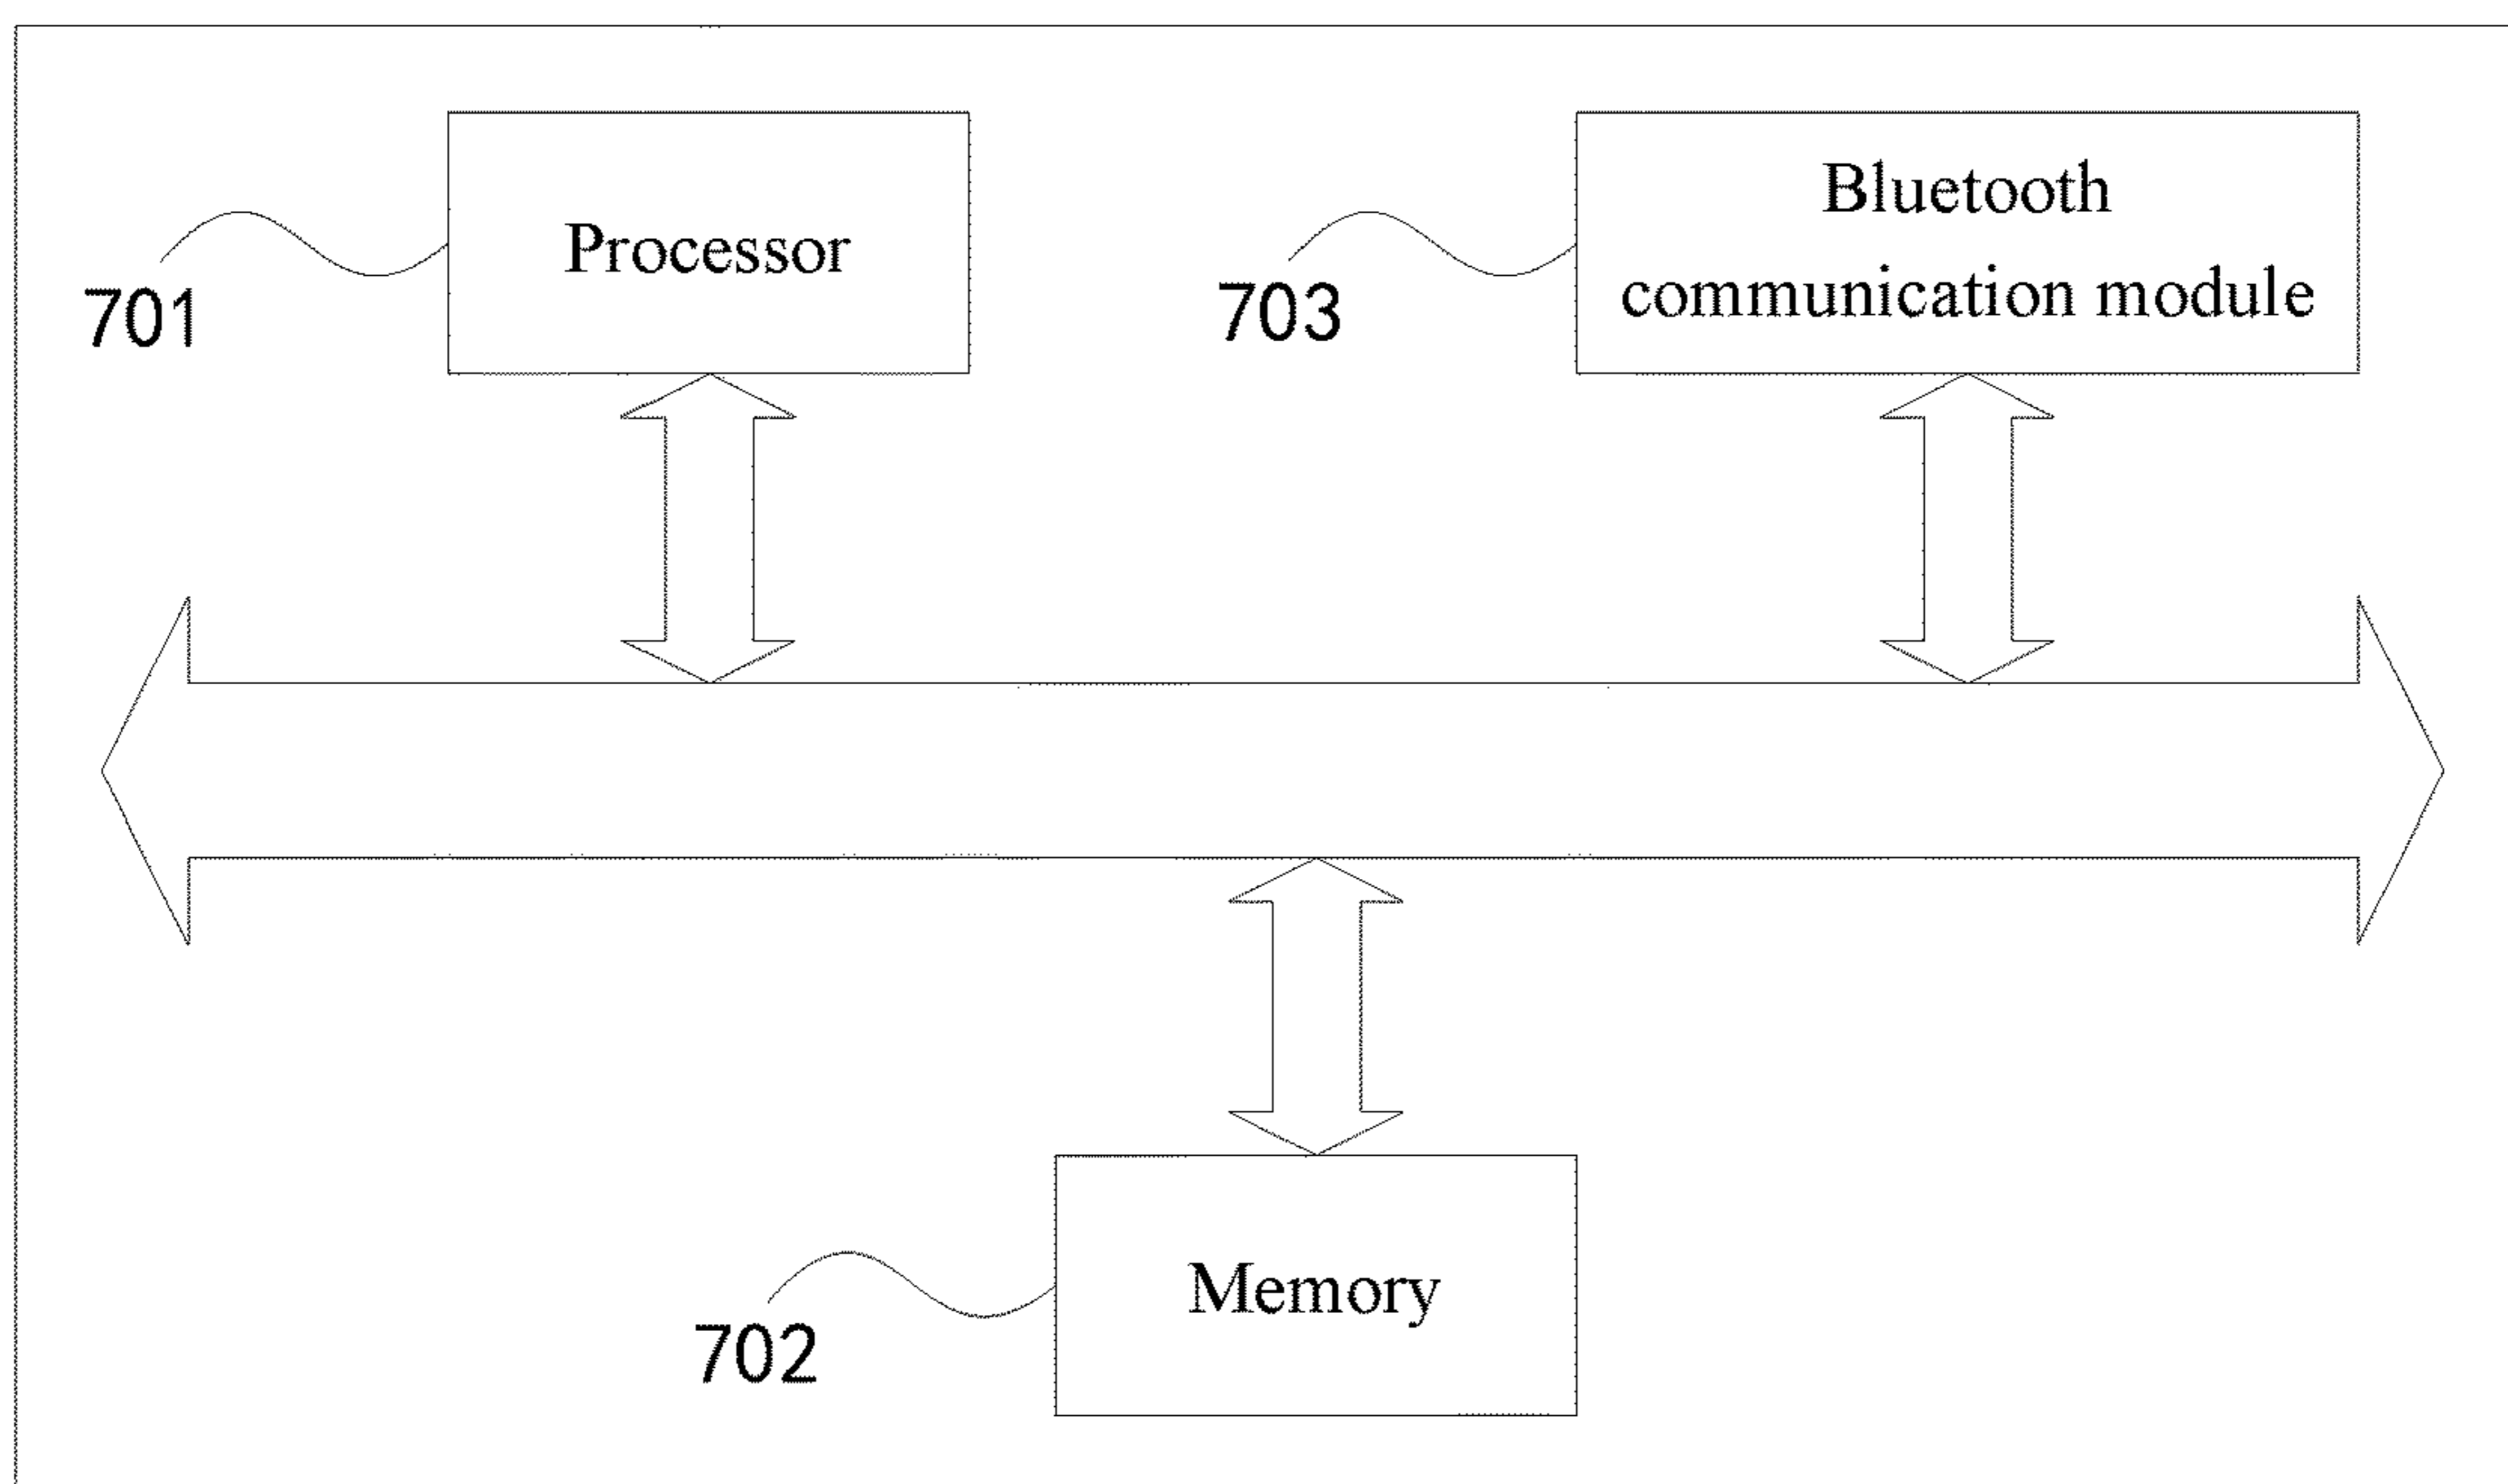 Processor
701
Bluetooth
communication module
703
Memory
702